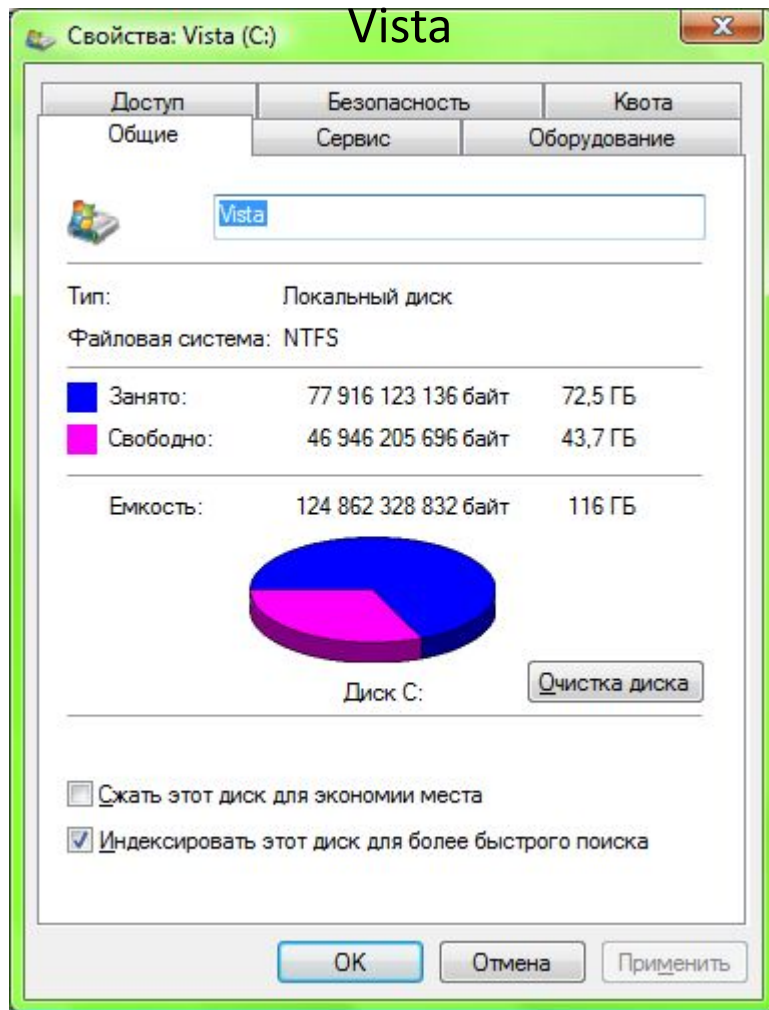 Свойства: Vista (C:)
Vista
Доступ
Безопасность
Квота
Общие
Сервис
Оборудование
Vista
Тип: Локальный диск
Файловая система: NTFS
Занято: 77 916 123 136 байт 72,5 ГБ
Свободно: 46 946 205 696 байт 43,7 ГБ
Емкость: 124 862 328 832 байт 116 ГБ
Диск C:
Очистка диска
Сжать этот диск для экономии места
Индексировать этот диск для более быстрого поиска
OK
Отмена
Применить